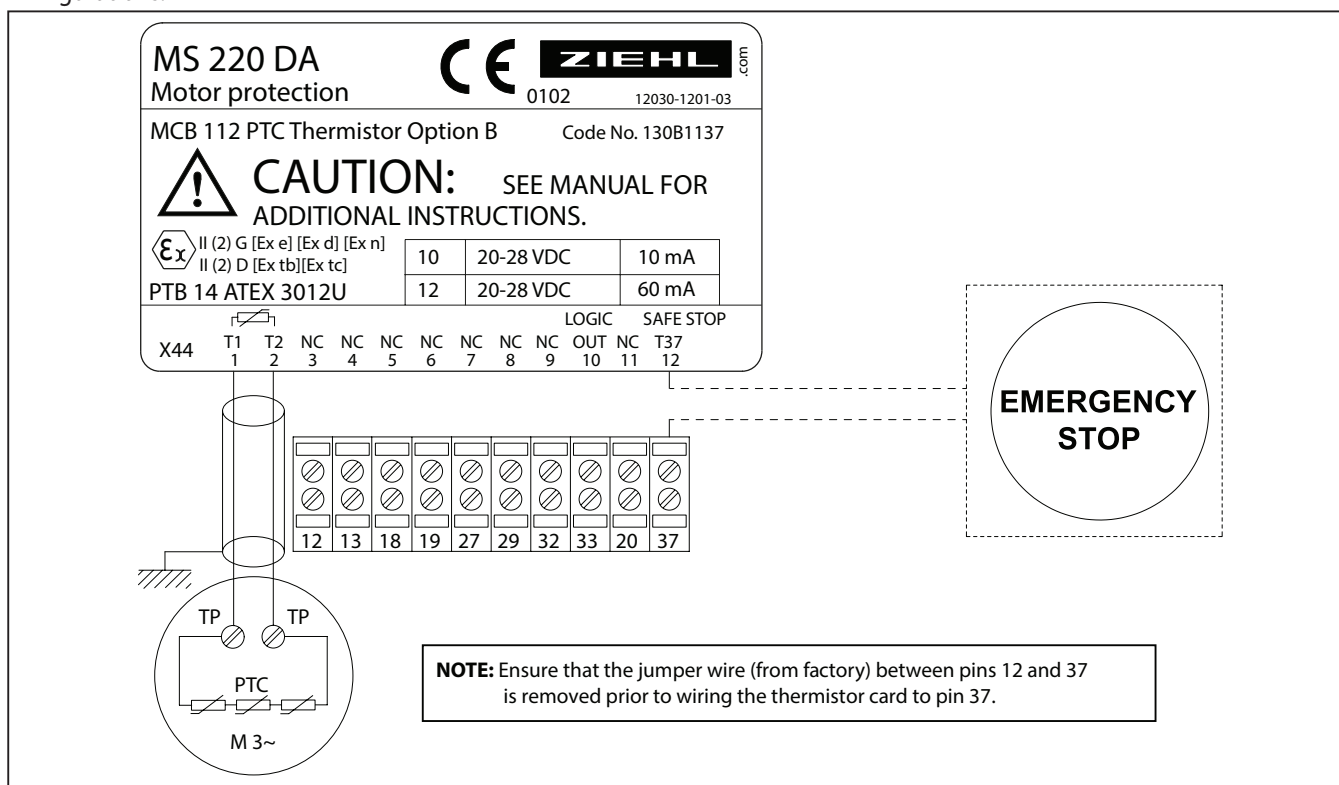 MS 220 DA
Motor protection
CE
0102
ZIEHL
.com
12030-1201-03
MCB 112 PTC Thermistor Option B
Code No. 130B1137
CAUTION: SEE MANUAL FOR
ADDITIONAL INSTRUCTIONS.
εx II (2) G [Ex e] [Ex d] [Ex n]
II (2) D [Ex tb][Ex tc]
PTB 14 ATEX 3012U
10 20-28 VDC 10 mA
12 20-28 VDC 60 mA
LOGIC SAFE STOP
X44 T1 T2 NC NC NC NC NC NC NC OUT NC T37
1 2 3 4 5 6 7 8 9 10 11 12
EMERGENCY
STOP
12 13 18 19 27 29 32 33 20 37
TP TP
PTC
M 3~
NOTE: Ensure that the jumper wire (from factory) between pins 12 and 37
is removed prior to wiring the thermistor card to pin 37.